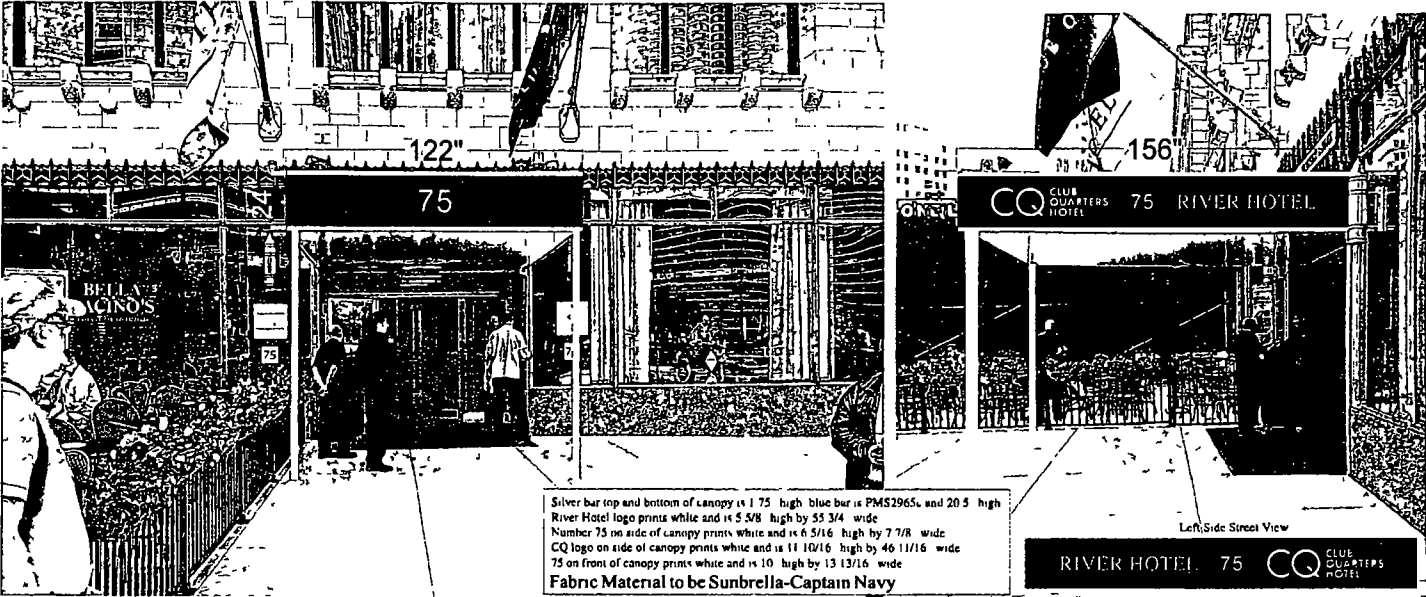 122"
75
24
BELLA
BACINO'S
75
156"
CQ CLUB
QUARTERS
HOTEL
75 RIVER HOTEL
Silver bar top and bottom of canopy is 1 75 high blue bar is PMS2965c and 20 5 high
River Hotel logo prints white and is 5 5/8 high by 55 3/4 wide
Number 75 on side of canopy prints white and is 6 5/16 high by 7 7/8 wide
CQ logo on side of canopy prints white and is 11 10/16 high by 46 11/16 wide
75 on front of canopy prints white and is 10 high by 13 13/16 wide
Fabric Material to be Sunbrella-Captain Navy
Left Side Street View
RIVER HOTEL 75 CQ CLUB
QUARTERS
HOTEL